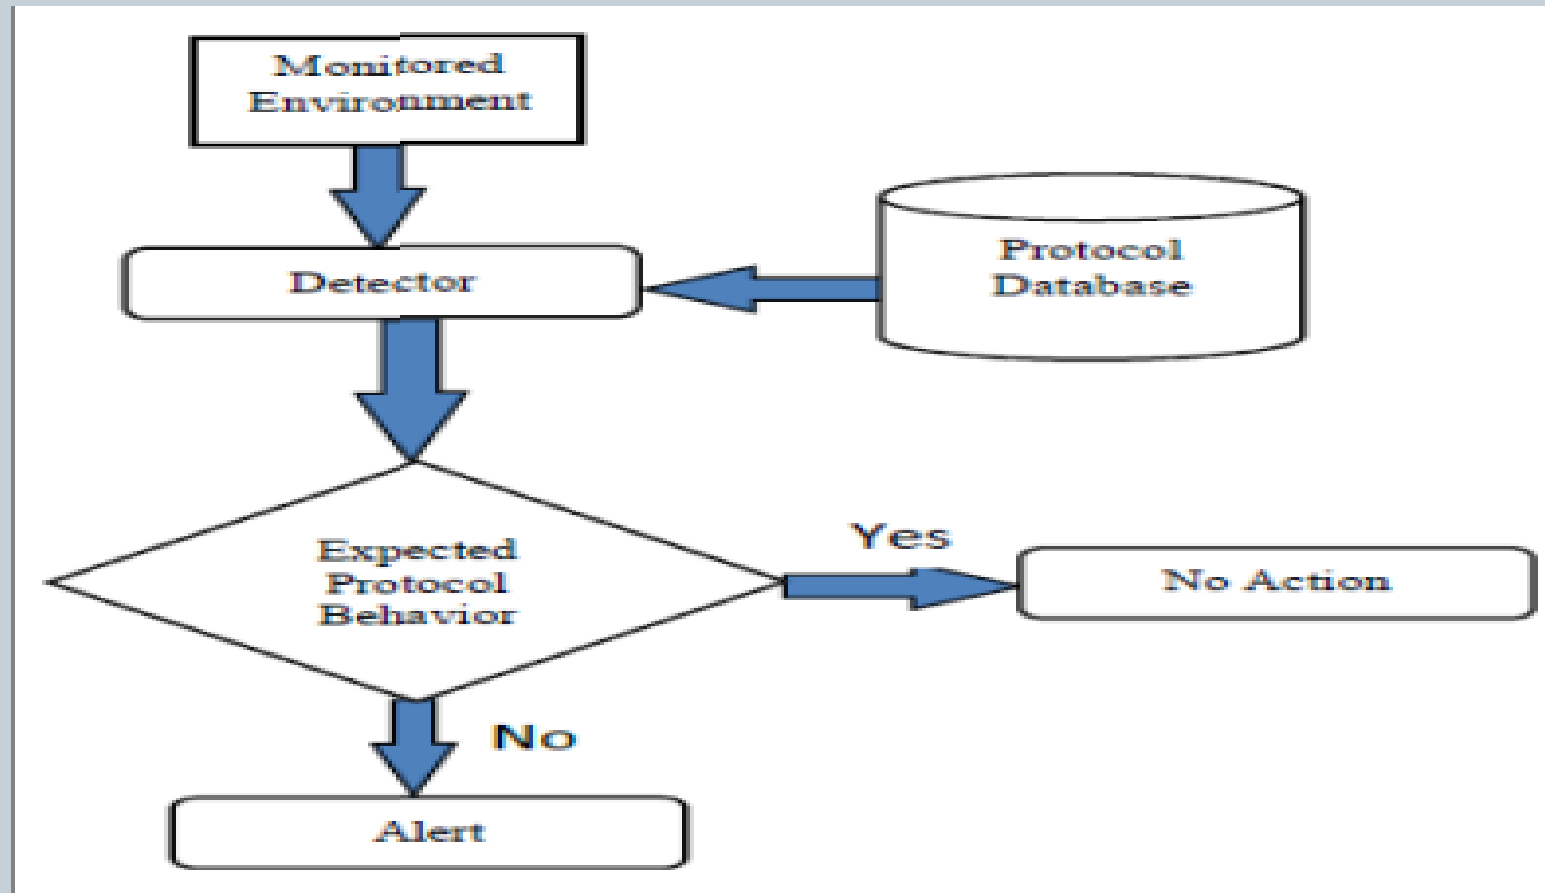 Monitored
Environment
Protocol
Database
Detector
Expected
Protocol
Behavior
Yes
No Action
No
Alert